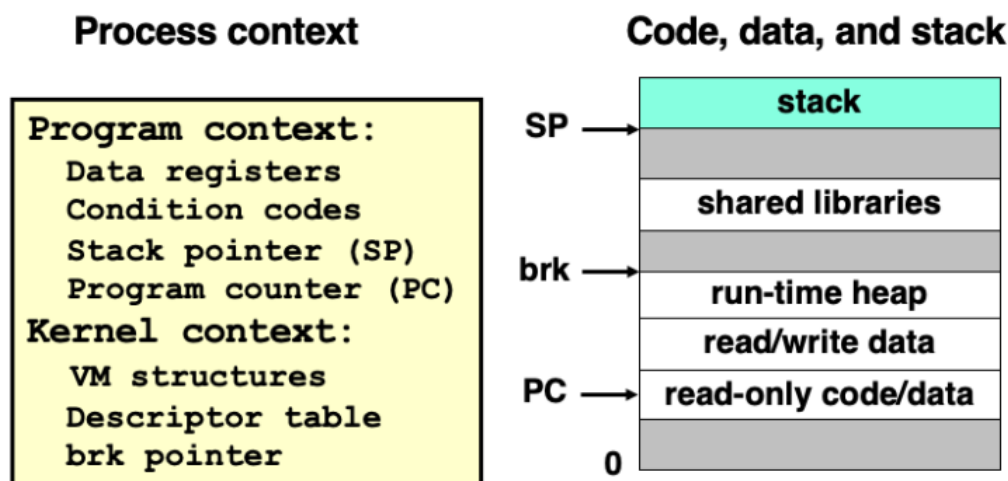 Process context
Program context:
Data registers
Condition codes
Stack pointer (SP)
Program counter (PC)
Kernel context:
VM structures
Descriptor table
brk pointer
Code, data, and stack
stack
SP
shared libraries
brk
run-time heap
read/write data
PC
read-only code/data
0